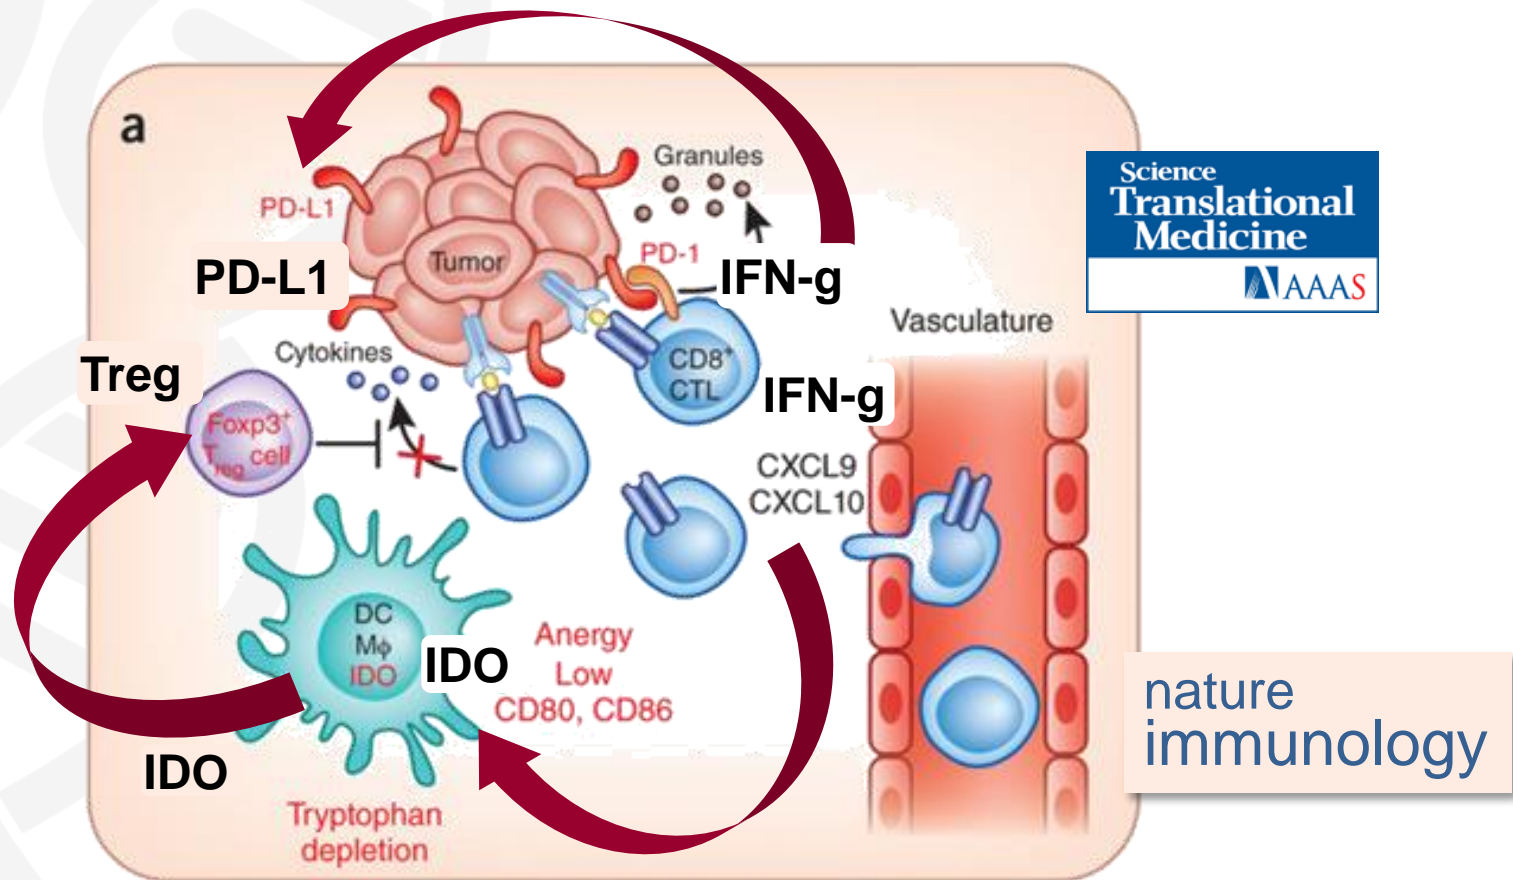 a
Granules
PD-L1
PD-1
Tumor
PD-L1
IFN-g
Vasculature
Cytokines
Treg
CD8⁺
CTL
IFN-g
Foxp3⁺
Treg cell
CXCL9
CXCL10
DC
Mφ
IDO
IDO
Anergy
Low
CD80, CD86
IDO
Tryptophan
depletion
Science
Translational
Medicine
AAAS
nature
immunology